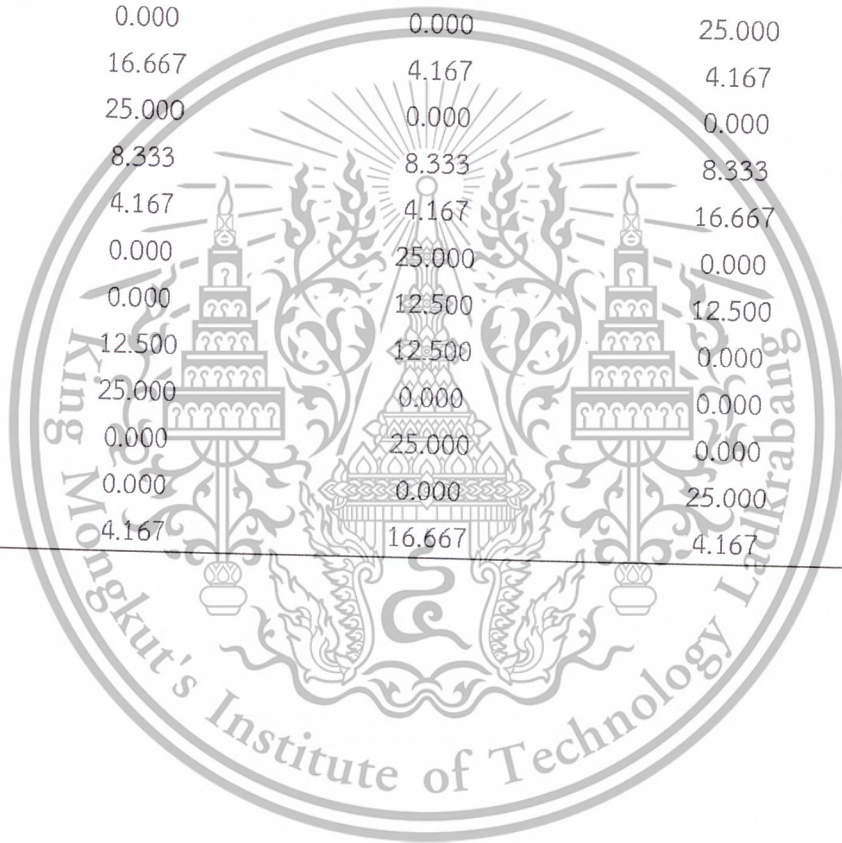 0.000 0.000 25.000
16.667 4.167 4.167
25.000 0.000 0.000
8.333 8.333 8.333
4.167 4.167 16.667
0.000 25.000 0.000
0.000 12.500 12.500
12.500 12.500 0.000
25.000 0.000 0.000
0.000 25.000 0.000
0.000 0.000 25.000
4.167 16.667 4.167
King Mongkut's Institute of Technology Ladkrabang